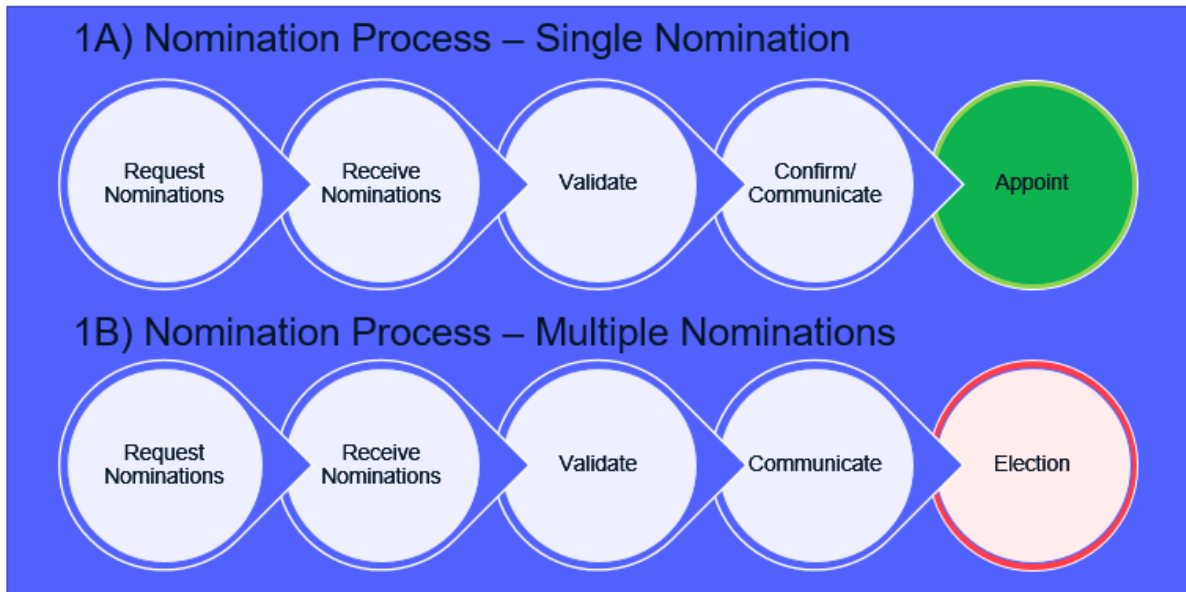 1A) Nomination Process – Single Nomination
Request
Nominations
Receive
Nominations
Validate
Confirm/
Communicate
Appoint
1B) Nomination Process – Multiple Nominations
Request
Nominations
Receive
Nominations
Validate
Communicate
Election